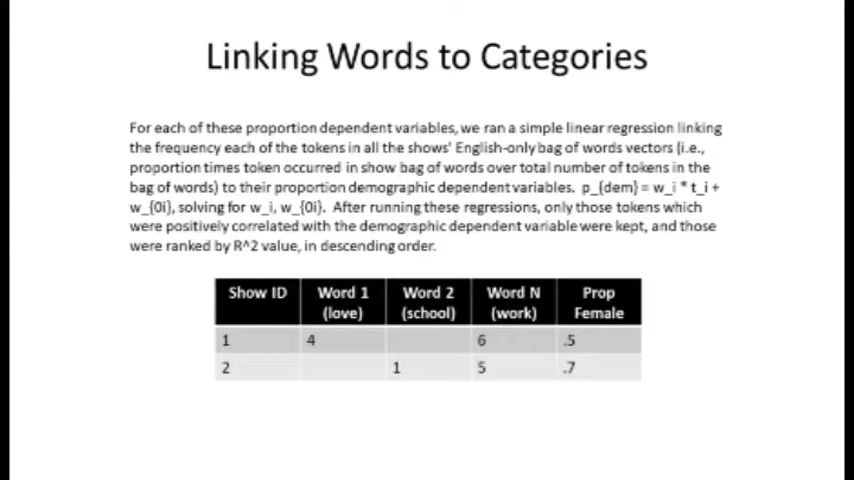 Linking Words to Categories
For each of these proportion dependent variables, we ran a simple linear regression linking
the frequency each of the tokens in all the shows' English-only bag of words vectors (i.e.,
proportion times token occurred in show bag of words over total number of tokens in the
bag of words) to their proportion demographic dependent variables. p_{dem} = w_i * t_i +
w_{0i}, solving for w_i, w_{0i}. After running these regressions, only those tokens which
were positively correlated with the demographic dependent variable were kept, and those
were ranked by R^2 value, in descending order.
Show ID Word 1 Word 2 Word N Prop
(love) (school) (work) Female
1 4 6 .5
2 1 5 .7